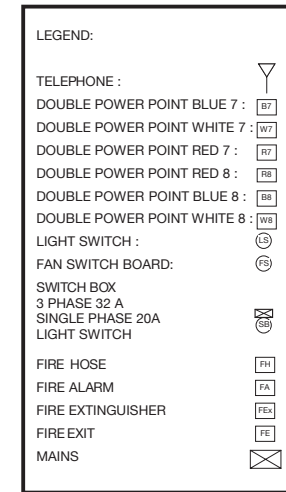 LEGEND:
TELEPHONE :
DOUBLE POWER POINT BLUE 7 : B7
DOUBLE POWER POINT WHITE 7 : W7
DOUBLE POWER POINT RED 7 : R7
DOUBLE POWER POINT RED 8 : R8
DOUBLE POWER POINT BLUE 8 : B8
DOUBLE POWER POINT WHITE 8 : W8
LIGHT SWITCH : LS
FAN SWITCH BOARD: FS
SWITCH BOX
3 PHASE 32 A
SINGLE PHASE 20A SB
LIGHT SWITCH
FIRE HOSE FH
FIRE ALARM FA
FIRE EXTINGUISHER FEx
FIRE EXIT FE
MAINS